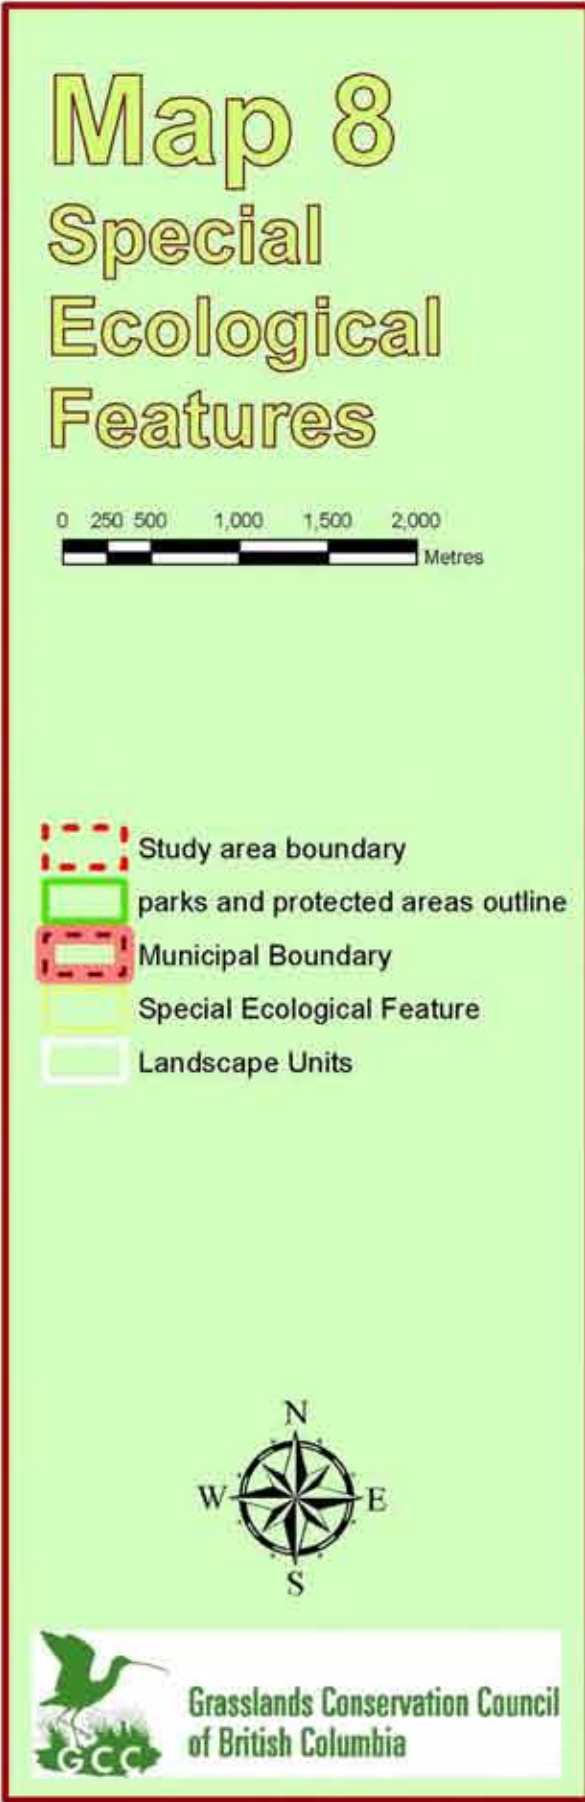 Map 8
Special
Ecological
Features
0 250 500 1,000 1,500 2,000
Metres
Study area boundary
parks and protected areas outline
Municipal Boundary
Special Ecological Feature
Landscape Units
N
W E
S
Grasslands Conservation Council
of British Columbia
GCC